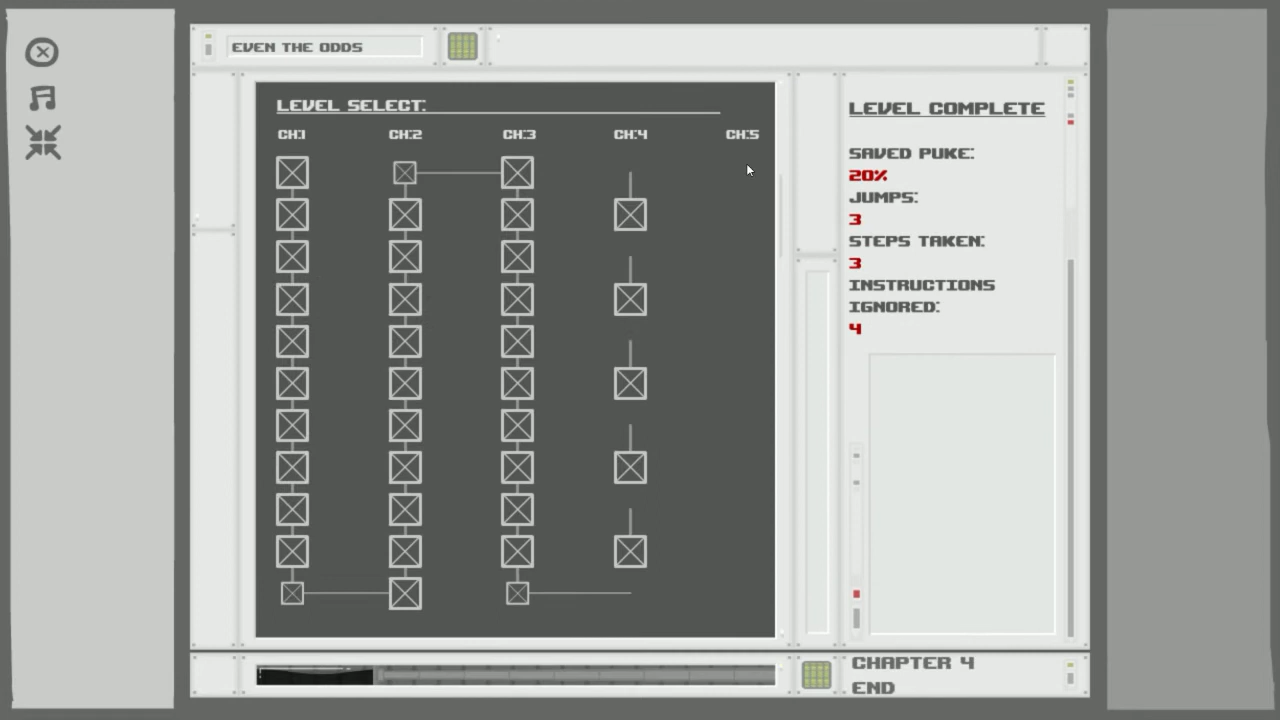 EVEN THE ODDS
LEVEL SELECT:
CH:1 CH:2 CH:3 CH:4 CH:5
LEVEL COMPLETE
SAVED PUKE:
20%
JUMPS:
3
STEPS TAKEN:
3
INSTRUCTIONS
IGNORED:
4
CHAPTER 4
END